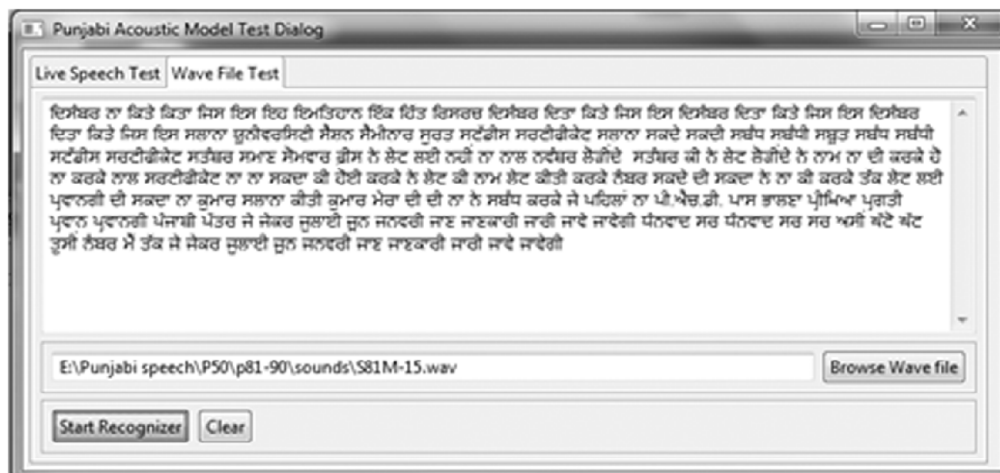 Punjabi Acoustic Model Test Dialog
Live Speech Test Wave File Test
ਦਿਸੰਬਰ ਨਾ ਕਿਤੇ ਕਿਤਾ ਜਿਸ ਇਸ ਇਹ ਇਮਤਿਹਾਨ ਇੱਕ ਹਿੱਤ ਰਿਸਰਚ ਦਿਸੰਬਰ ਦਿਤਾ ਕਿਤੇ ਜਿਸ ਇਸ ਦਿਸੰਬਰ ਦਿਤਾ ਕਿਤੇ ਜਿਸ ਇਸ ਦਿਸੰਬਰ
ਦਿਤਾ ਕਿਤੇ ਜਿਸ ਇਸ ਸਲਾਨਾ ਯੂਨੀਵਰਸਿਟੀ ਸੈਸ਼ਨ ਸੈਮੀਨਾਰ ਸੂਰਤ ਸਟੱਡੀਸ ਸਰਟੀਫੀਕੇਟ ਸਲਾਨਾ ਸਕਦੇ ਸਕਦੀ ਸਬੰਧ ਸਬੰਧੀ ਸਬੂਤ ਸਬੰਧ ਸਬੰਧੀ
ਸਟੱਡੀਸ ਸਰਟੀਫੀਕੇਟ ਸਤੰਬਰ ਸਮਾਣ ਸੋਮਵਾਰ ਫ਼ੀਸ ਨੇ ਲੇਟ ਲਈ ਨਹੀਂ ਨਾ ਨਾਲ ਨਵੰਬਰ ਲੋੜੀਂਦੇ ਸਤੰਬਰ ਕੀ ਨੇ ਲੇਟ ਲੋੜੀਂਦੇ ਨੇ ਨਾਮ ਨਾ ਦੀ ਕਰਕੇ ਹੋ
ਨਾ ਕਰਕੇ ਨਾਲ ਸਰਟੀਫੀਕੇਟ ਨਾ ਨਾ ਸਕਦਾ ਕੀ ਹੋਈ ਕਰਕੇ ਨੇ ਲੇਟ ਕੀ ਨਾਮ ਲੇਟ ਕੀਤੀ ਕਰਕੇ ਨੰਬਰ ਸਕਦੇ ਦੀ ਸਕਦਾ ਨੇ ਨਾ ਕੀ ਕਰਕੇ ਤੱਕ ਲੇਟ ਲਈ
ਪ੍ਰਵਾਨਗੀ ਦੀ ਸਕਦਾ ਨਾ ਕੁਮਾਰ ਸਲਾਨਾ ਕੀਤੀ ਕੁਮਾਰ ਮੇਰਾ ਦੀ ਦੀ ਨਾ ਨੇ ਸਬੰਧ ਕਰਕੇ ਜੇ ਪਹਿਲਾਂ ਨਾ ਪੀ.ਐਚ.ਡੀ. ਪਾਸ ਭਾਲਣਾ ਪ੍ਰੀਖਿਆ ਪ੍ਰਗਤੀ
ਪ੍ਰਵਾਨ ਪ੍ਰਵਾਨਗੀ ਪੰਜਾਬੀ ਪੱਤਰ ਜੇ ਜੇਕਰ ਜੁਲਾਈ ਜੂਨ ਜਨਵਰੀ ਜਾਣ ਜਾਣਕਾਰੀ ਜਾਰੀ ਜਾਵੇ ਜਾਵੇਗੀ ਧੰਨਵਾਦ ਸਰ ਧੰਨਵਾਦ ਸਰ ਸਰ ਅਸੀਂ ਘੱਟੋ ਘੱਟ
ਤੁਸੀਂ ਨੰਬਰ ਮੈਂ ਤੱਕ ਜੇ ਜੇਕਰ ਜੁਲਾਈ ਜੂਨ ਜਨਵਰੀ ਜਾਣ ਜਾਣਕਾਰੀ ਜਾਰੀ ਜਾਵੇ ਜਾਵੇਗੀ
E:\Punjabi speech\P50\p81-90\sounds\S81M-15.wav Browse Wave file
Start Recognizer Clear